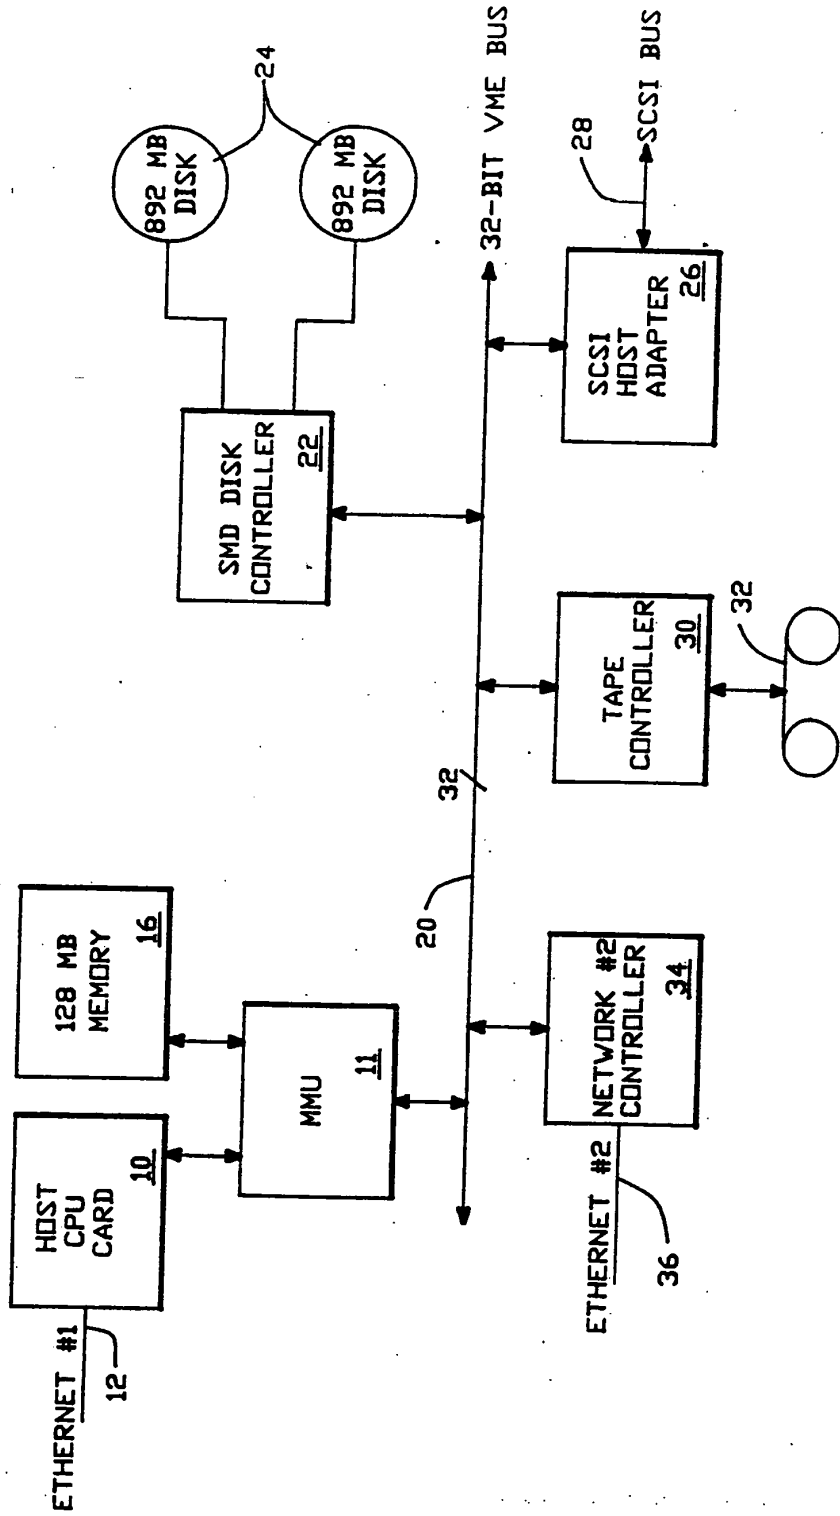 ETHERNET #1
12
HOST
CPU
CARD
10
128 MB
MEMORY
16
MMU
11
SMD DISK
CONTROLLER
22
892 MB
DISK
892 MB
DISK
24
20
32
32-BIT VME BUS
ETHERNET #2
36
NETWORK #2
CONTROLLER
34
TAPE
CONTROLLER
30
32
SCSI
HOST
ADAPTER
26
28
SCSI BUS